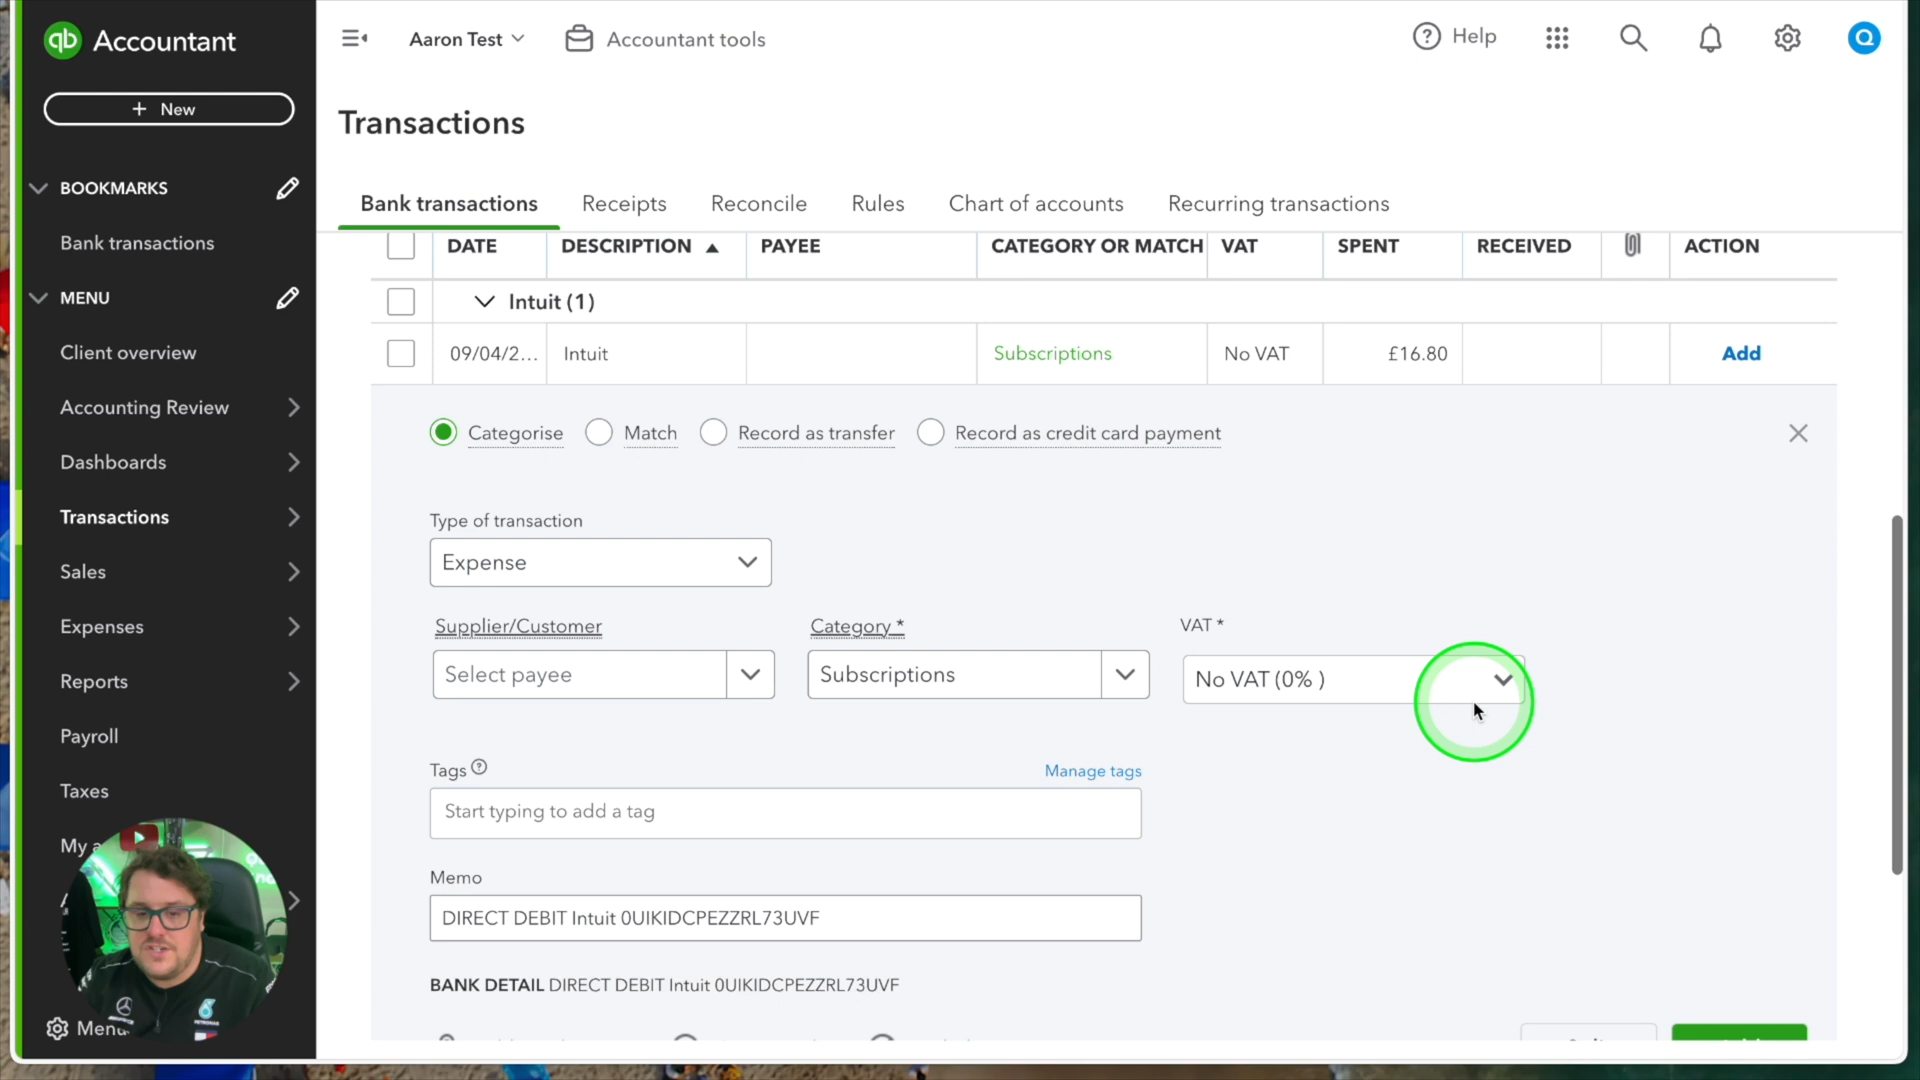 qb Accountant
Aaron Test
Accountant tools
Help
Q
+ New
Transactions
BOOKMARKS
Bank transactions
Receipts
Reconcile
Rules
Chart of accounts
Recurring transactions
Bank transactions
DATE
DESCRIPTION
PAYEE
CATEGORY OR MATCH
VAT
SPENT
RECEIVED
ACTION
MENU
Intuit (1)
Client overview
09/04/2...
Intuit
Subscriptions
No VAT
£16.80
Add
Accounting Review
Categorise
Match
Record as transfer
Record as credit card payment
Dashboards
Transactions
Type of transaction
Expense
Sales
Expenses
Supplier/Customer
Category *
VAT *
Reports
Select payee
Subscriptions
No VAT (0% )
Payroll
Taxes
Tags
Manage tags
Start typing to add a tag
My
Memo
DIRECT DEBIT Intuit 0UIKIDCPEZZRL73UVF
BANK DETAIL DIRECT DEBIT Intuit 0UIKIDCPEZZRL73UVF
PETRONAS
Menu